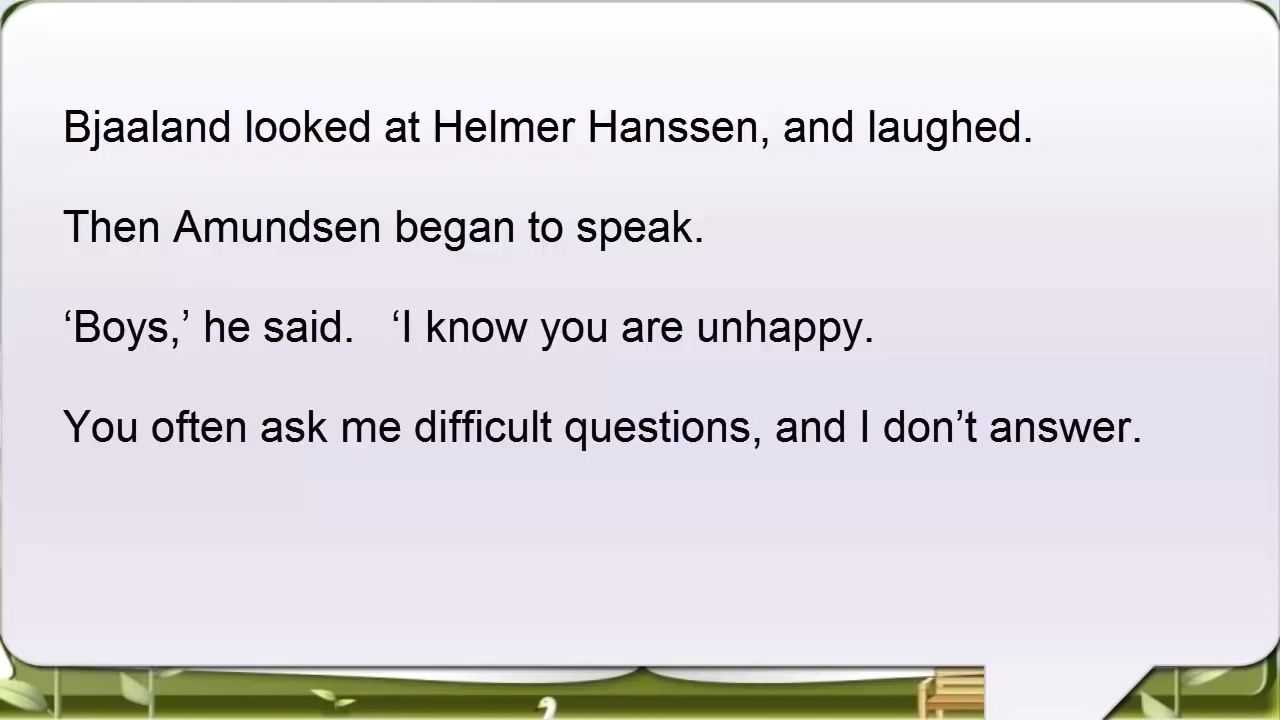 Bjaaland looked at Helmer Hanssen, and laughed.
Then Amundsen began to speak.
‘Boys,’ he said.   ‘I know you are unhappy.
You often ask me difficult questions, and I don’t answer.